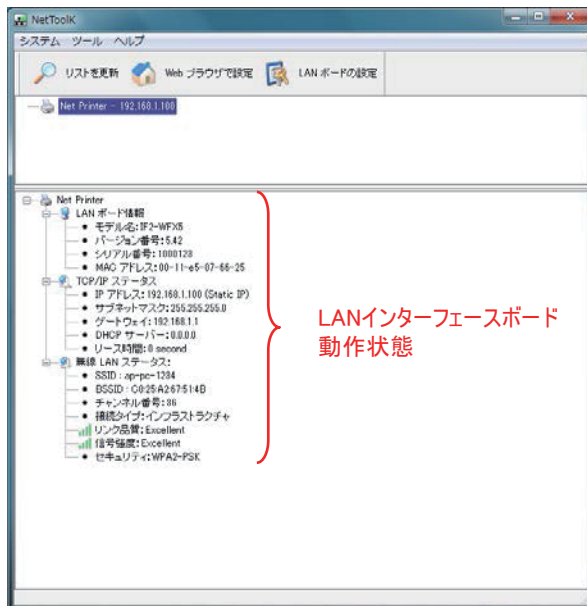 NetToolK
システム ツール ヘルプ
リストを更新 Web ブラウザで設定 LAN ボードの設定
Net Printer - 192.168.1.100
Net Printer
LAN ボード情報
モデル名:IF2-WFX5
バージョン番号:5.42
シリアル番号:1000123
MAC アドレス:00-11-e5-07-66-25
TCP/IP ステータス
IP アドレス:192.168.1.100 (Static IP)
サブネットマスク:255.255.255.0
ゲートウェイ:192.168.1.1
DHCP サーバー:0.0.0.0
リース時間:0 second
無線 LAN ステータス:
SSID : ap-pc-1234
BSSID : C0:25:A2:67:51:4B
チャンネル番号:36
接続タイプ:インフラストラクチャ
リンク品質:Excellent
信号強度:Excellent
セキュリティ:WPA2-PSK
LANインターフェースボード
動作状態